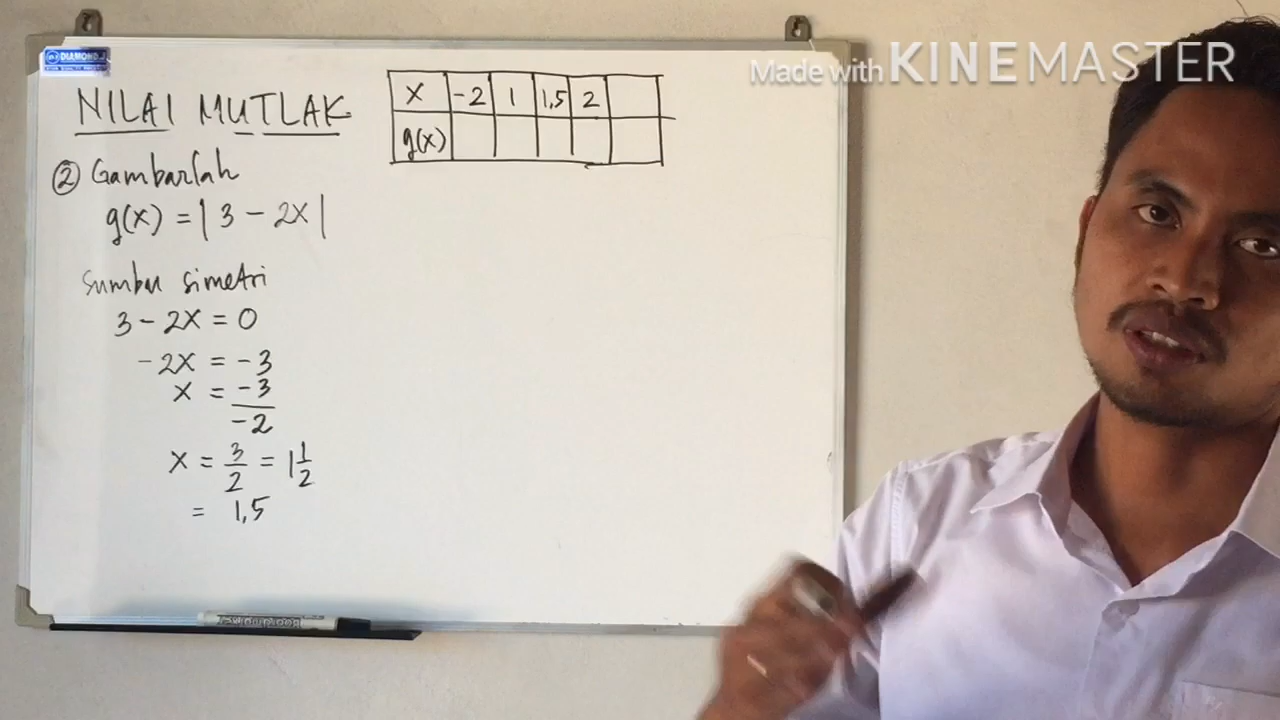 Made with KINEMASTER
DIAMOND
NILAI MUTLAK
x -2 1 1,5 2
g(x)
② Gambarlah
g(x) = | 3 - 2x |
Sumbu simetri
3 - 2x = 0
-2x = -3
x = -3
-2
x = 3/2 = 1 1/2
= 1,5